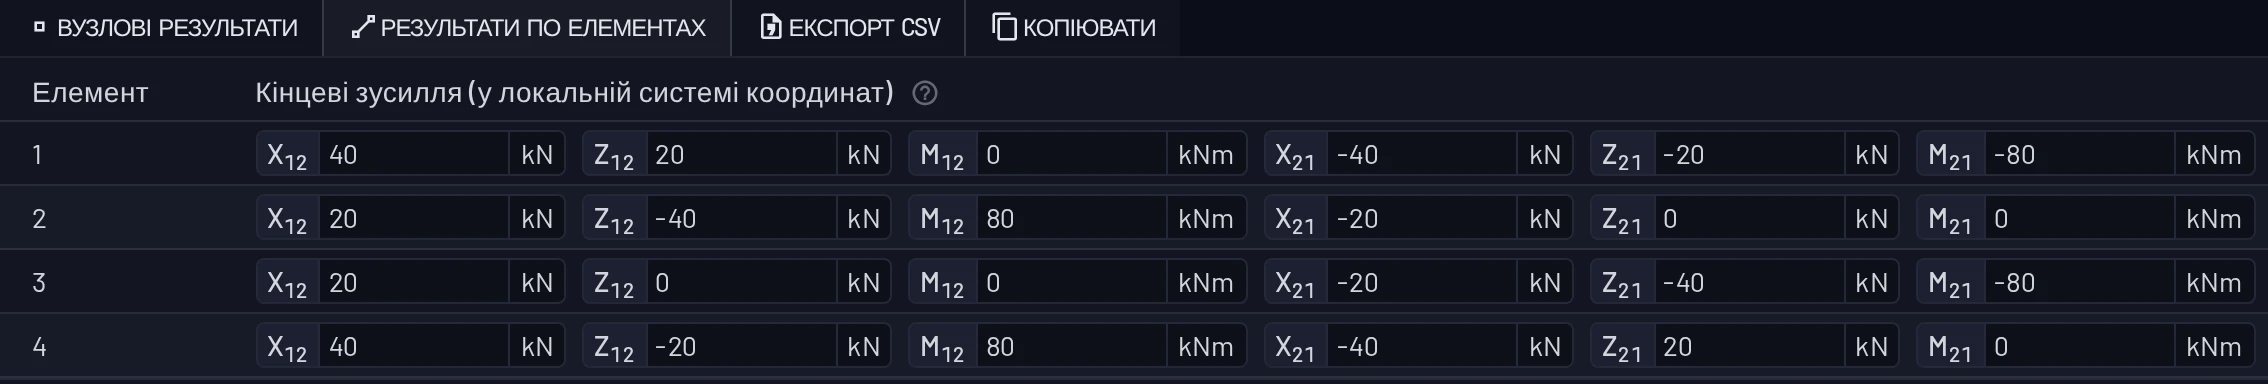 ВУЗЛОВІ РЕЗУЛЬТАТИ РЕЗУЛЬТАТИ ПО ЕЛЕМЕНТАХ ЕКСПОРТ CSV КОПІЮВАТИ
Елемент Кінцеві зусилля (у локальній системі координат) ?
1 X12 40 kN Z12 20 kN M12 0 kNm X21 -40 kN Z21 -20 kN M21 -80 kNm
2 X12 20 kN Z12 -40 kN M12 80 kNm X21 -20 kN Z21 0 kN M21 0 kNm
3 X12 20 kN Z12 0 kN M12 0 kNm X21 -20 kN Z21 -40 kN M21 -80 kNm
4 X12 40 kN Z12 -20 kN M12 80 kNm X21 -40 kN Z21 20 kN M21 0 kNm